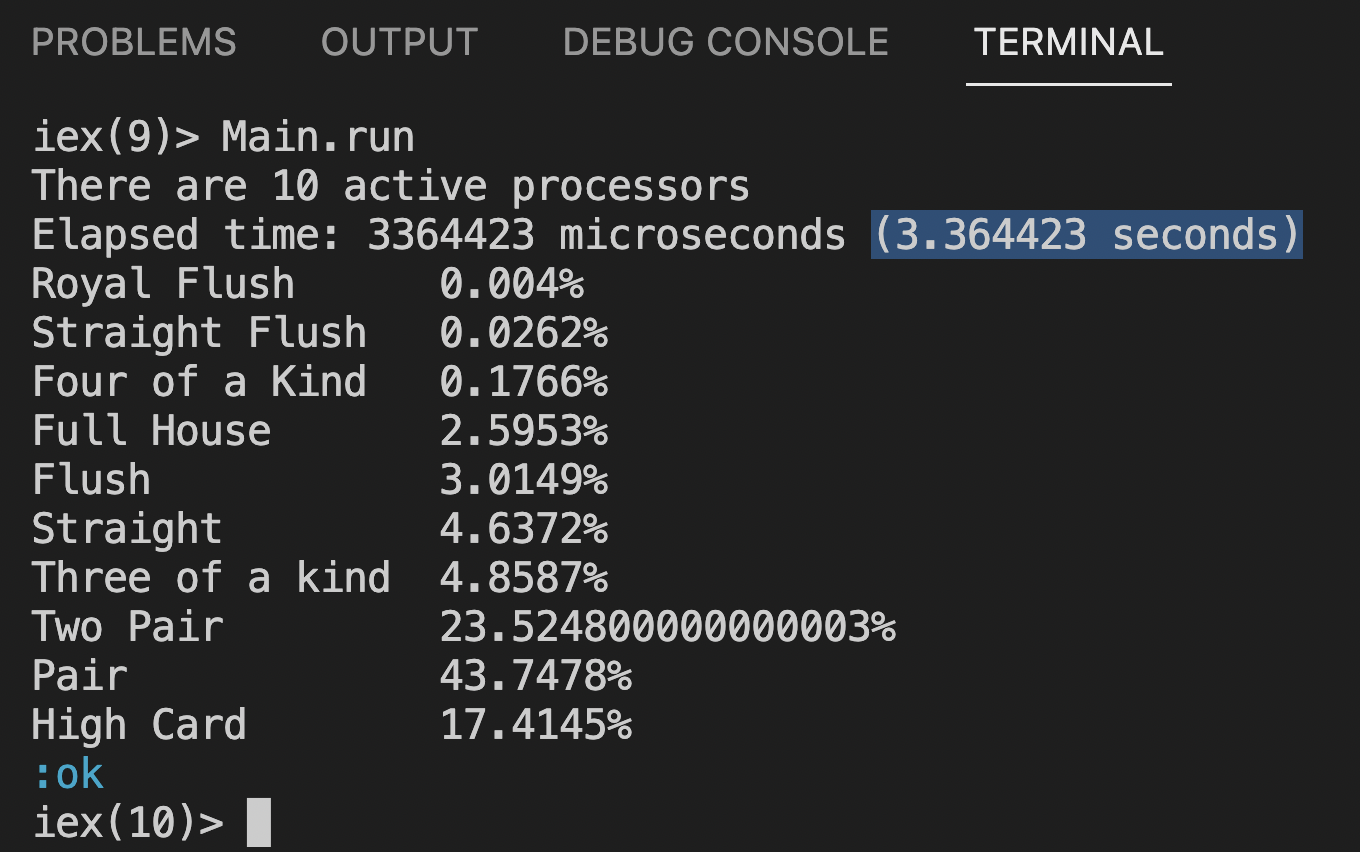 PROBLEMS OUTPUT DEBUG CONSOLE TERMINAL
iex(9)> Main.run
There are 10 active processors
Elapsed time: 3364423 microseconds (3.364423 seconds)
Royal Flush 0.004%
Straight Flush 0.0262%
Four of a Kind 0.1766%
Full House 2.5953%
Flush 3.0149%
Straight 4.6372%
Three of a kind 4.8587%
Two Pair 23.524800000000003%
Pair 43.7478%
High Card 17.4145%
:ok
iex(10)>